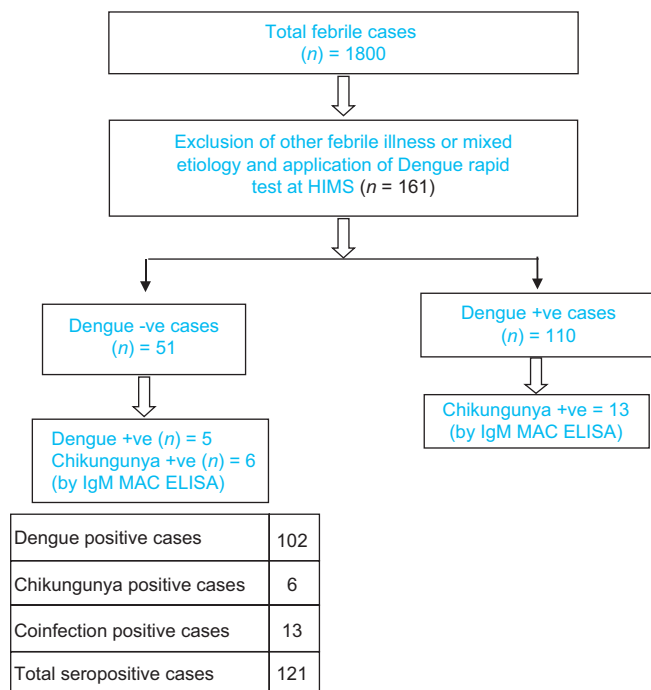 Total febrile cases
(n) = 1800
Exclusion of other febrile illness or mixed
etiology and application of Dengue rapid
test at HIMS (n = 161)
Dengue -ve cases
(n) = 51
Dengue +ve cases
(n) = 110
Dengue +ve (n) = 5
Chikungunya +ve (n) = 6
(by IgM MAC ELISA)
Chikungunya +ve = 13
(by IgM MAC ELISA)
Dengue positive cases 102
Chikungunya positive cases 6
Coinfection positive cases 13
Total seropositive cases 121